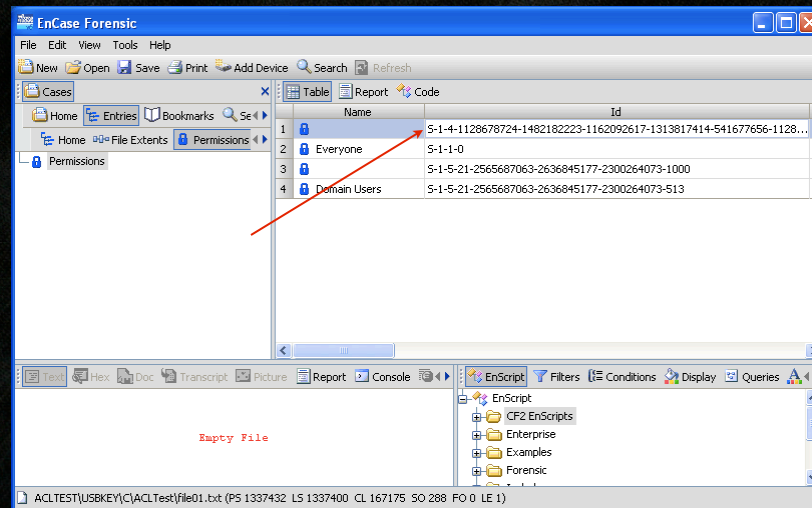 EnCase Forensic
File Edit View Tools Help
New Open Save Print Add Device Search Refresh
Cases
Home Entries Bookmarks Se
Home File Extents Permissions
Permissions
Table Report Code
Name Id
1 S-1-4-1128678724-1482182223-1162092617-1313817414-541677656-1128...
2 Everyone S-1-1-0
3 S-1-5-21-2565687063-2636845177-2300264073-1000
4 Domain Users S-1-5-21-2565687063-2636845177-2300264073-513
Text Hex Doc Transcript Picture Report Console
Empty File
EnScript Filters Conditions Display Queries A
EnScript
CF2 EnScripts
Enterprise
Examples
Forensic
ACLTEST\USBKEY\C\ACLTest\file01.txt (PS 1337432 LS 1337400 CL 167175 SO 288 FO 0 LE 1)